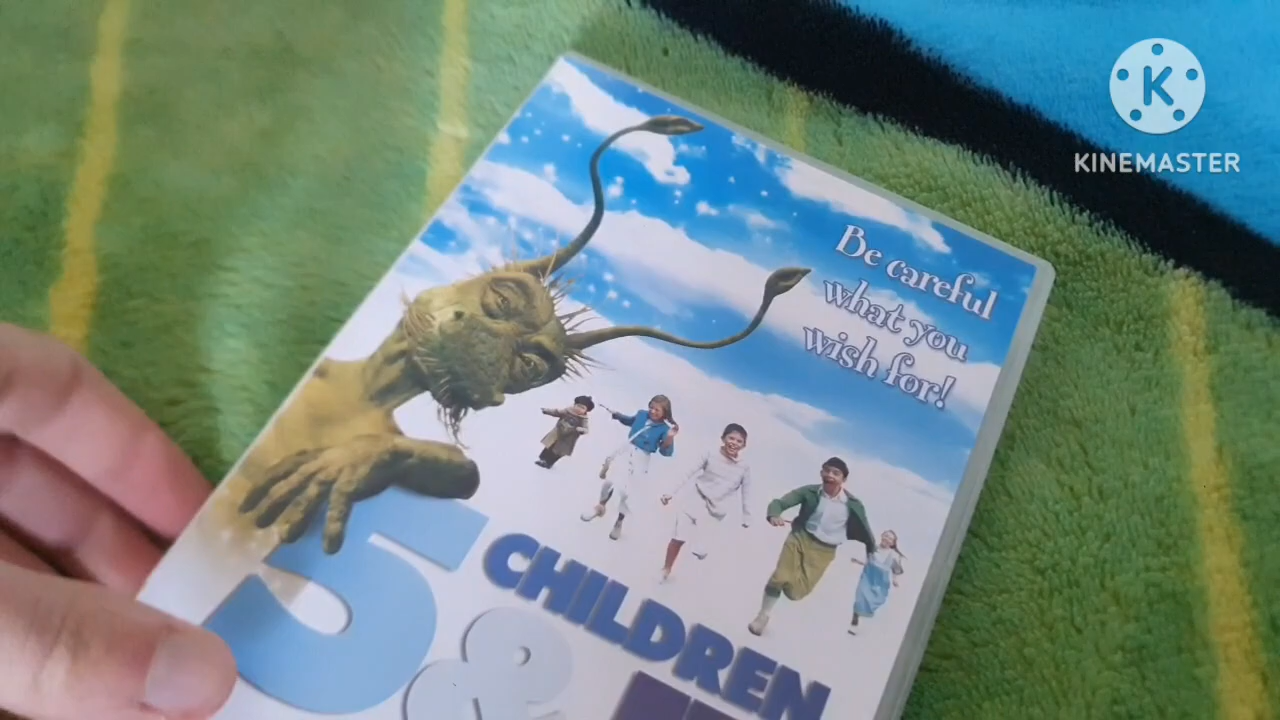 K
KINEMASTER
Be careful
what you
wish for!
5
CHILDREN
&